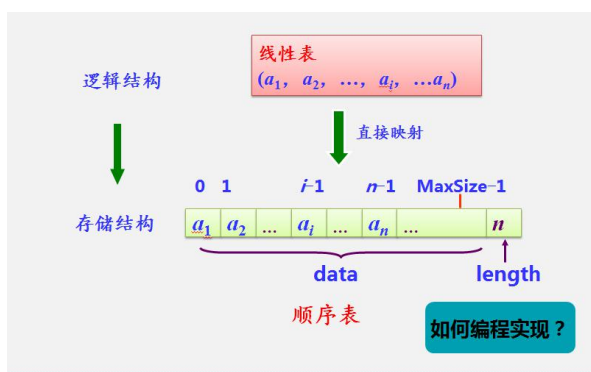 线性表
逻辑结构
(a₁, a₂, …, aᵢ, …aₙ)
直接映射
0 1 i-1 n-1 MaxSize-1
存储结构
a₁ a₂ ... aᵢ ... aₙ ... n
data
length
顺序表
如何编程实现？